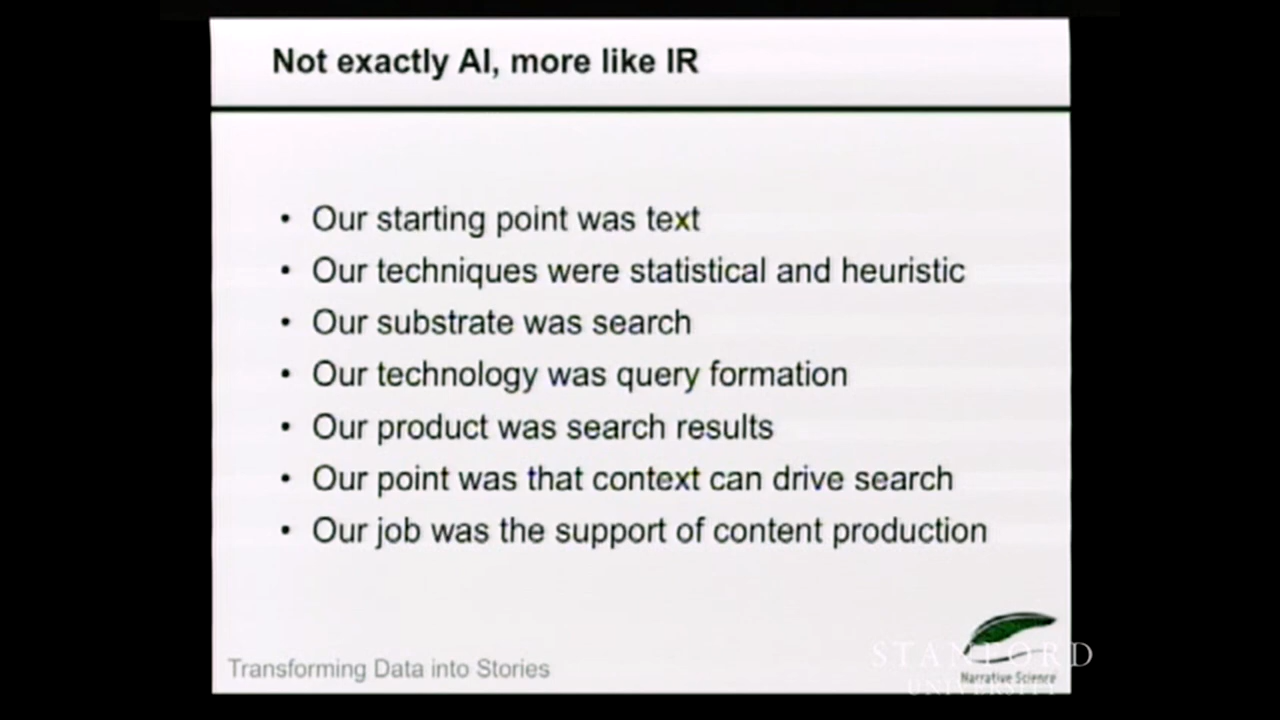 Not exactly AI, more like IR
• Our starting point was text
• Our techniques were statistical and heuristic
• Our substrate was search
• Our technology was query formation
• Our product was search results
• Our point was that context can drive search
• Our job was the support of content production
Transforming Data into Stories
STANFORD
UNIVERSITY
Narrative Science